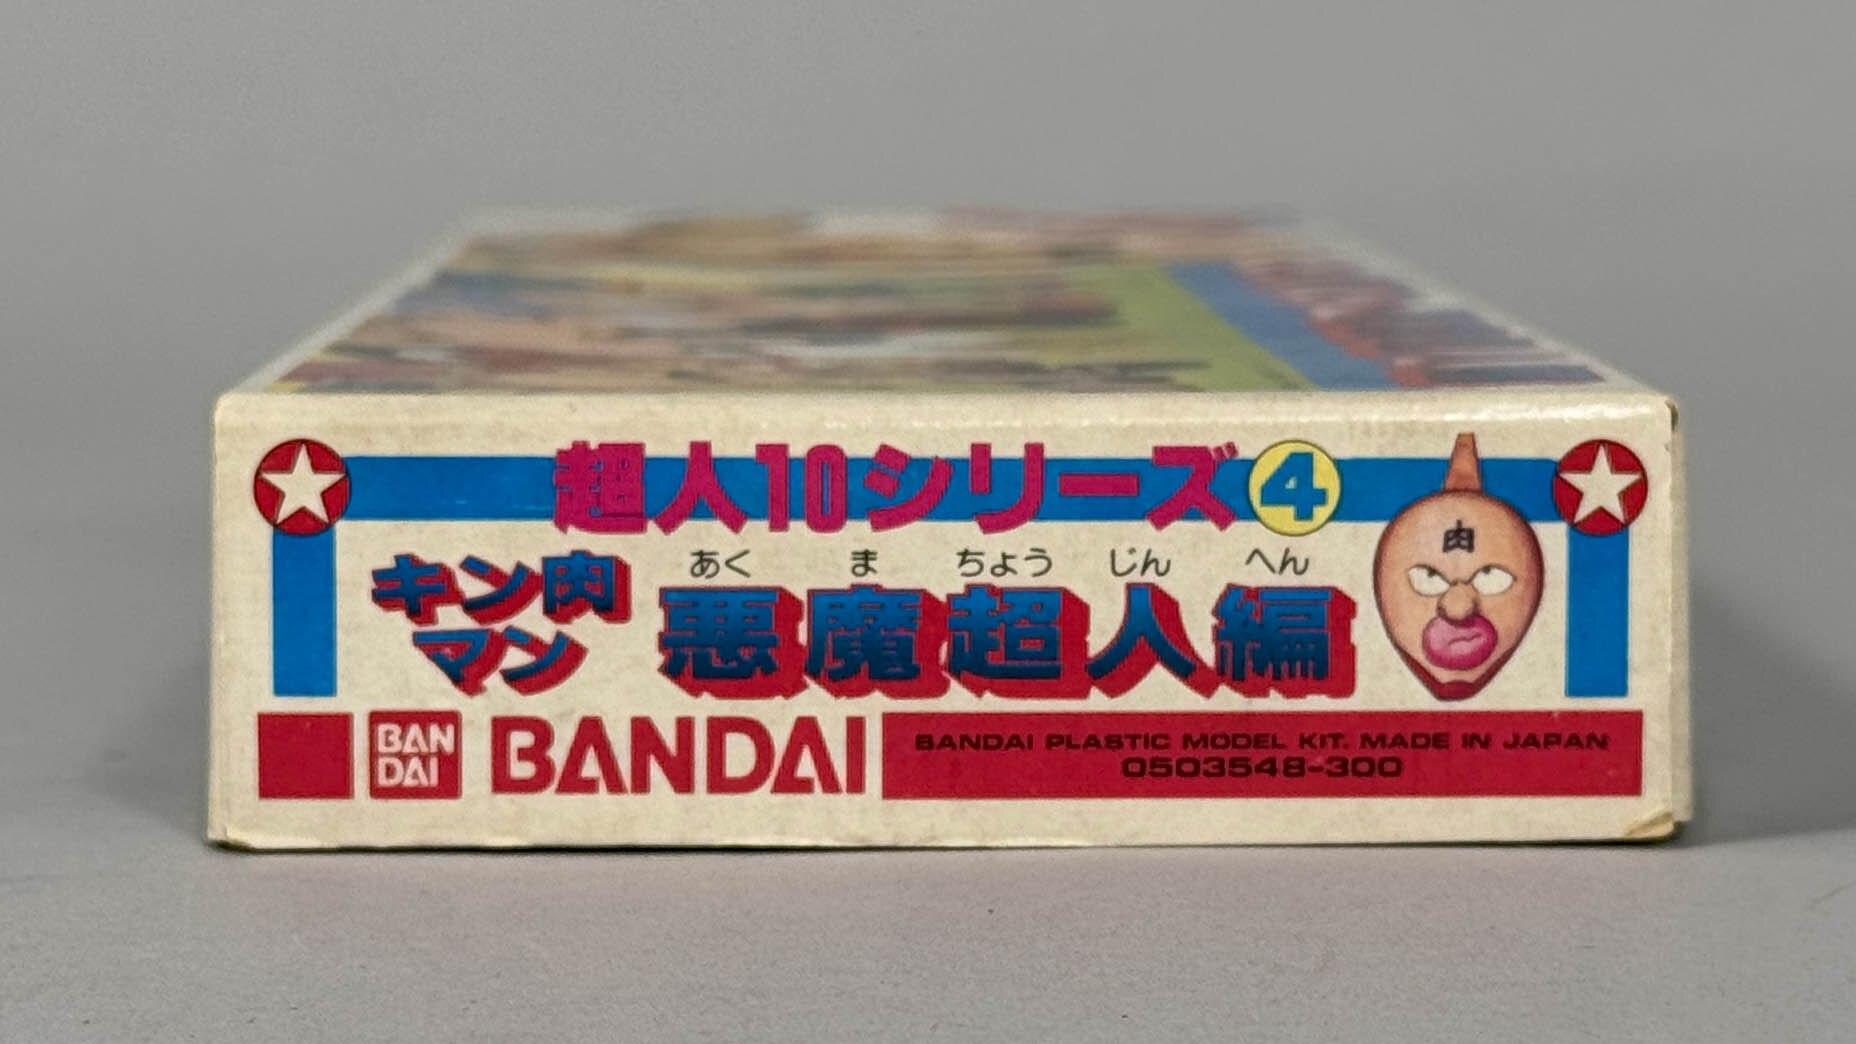 超人10シリーズ4
あくまちょうじんへん
キン肉マン
悪魔超人編
肉
BAN
DAI
BANDAI
BANDAI PLASTIC MODEL KIT. MADE IN JAPAN
0503548-300